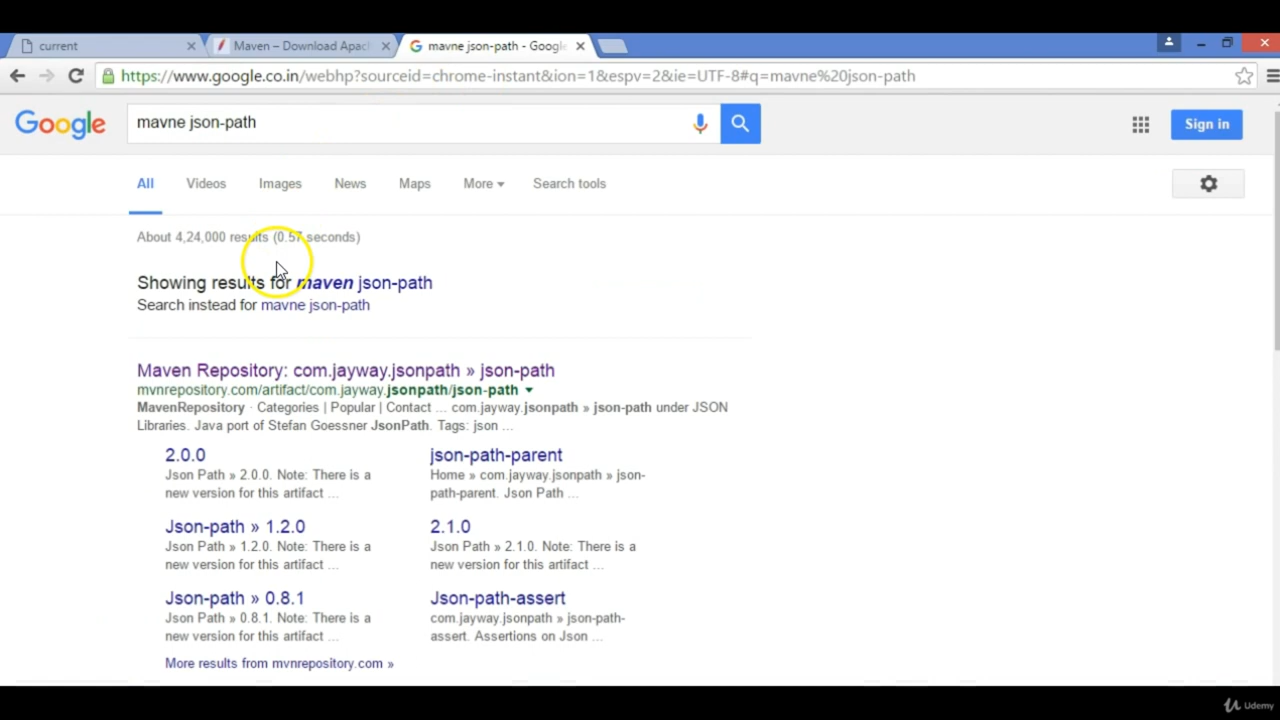 current
Maven – Download Apac
mavne json-path - Google
https://www.google.co.in/webhp?sourceid=chrome-instant&ion=1&espv=2&ie=UTF-8#q=mavne%20json-path
Google
mavne json-path
Sign in
All Videos Images News Maps More Search tools
About 4,24,000 results (0.57 seconds)
Showing results for maven json-path
Search instead for mavne json-path
Maven Repository: com.jayway.jsonpath » json-path
mvnrepository.com/artifact/com.jayway.jsonpath/json-path
MavenRepository · Categories | Popular | Contact ... com.jayway.jsonpath » json-path under JSON
Libraries. Java port of Stefan Goessner JsonPath. Tags: json ...
2.0.0
Json Path » 2.0.0. Note: There is a
new version for this artifact ...
json-path-parent
Home » com.jayway.jsonpath » json-
path-parent. Json Path ...
Json-path » 1.2.0
Json Path » 1.2.0. Note: There is a
new version for this artifact ...
2.1.0
Json Path » 2.1.0. Note: There is a
new version for this artifact ...
Json-path » 0.8.1
Json Path » 0.8.1. Note: There is a
new version for this artifact ...
Json-path-assert
com.jayway.jsonpath » json-path-
assert. Assertions on Json ...
More results from mvnrepository.com »
Udemy